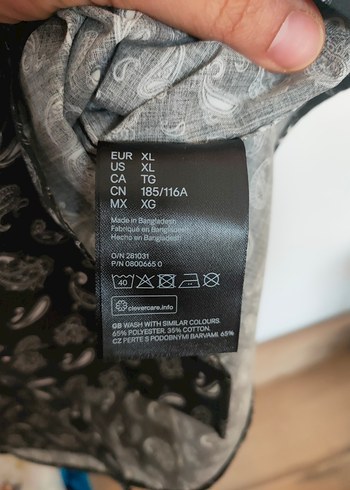 EUR XL
US XL
CA TG
CN 185/116A
MX XG
Made in Bangladesh
Fabriqué en Bangladesh
Hecho en Bangladesh
O/N 281031
P/N 0800665 0
40
clevercare.info
GB WASH WITH SIMILAR COLOURS.
65% POLYESTER. 35% COTTON.
CZ PERTE S PODOBNÝMI BARVAMI. 65%